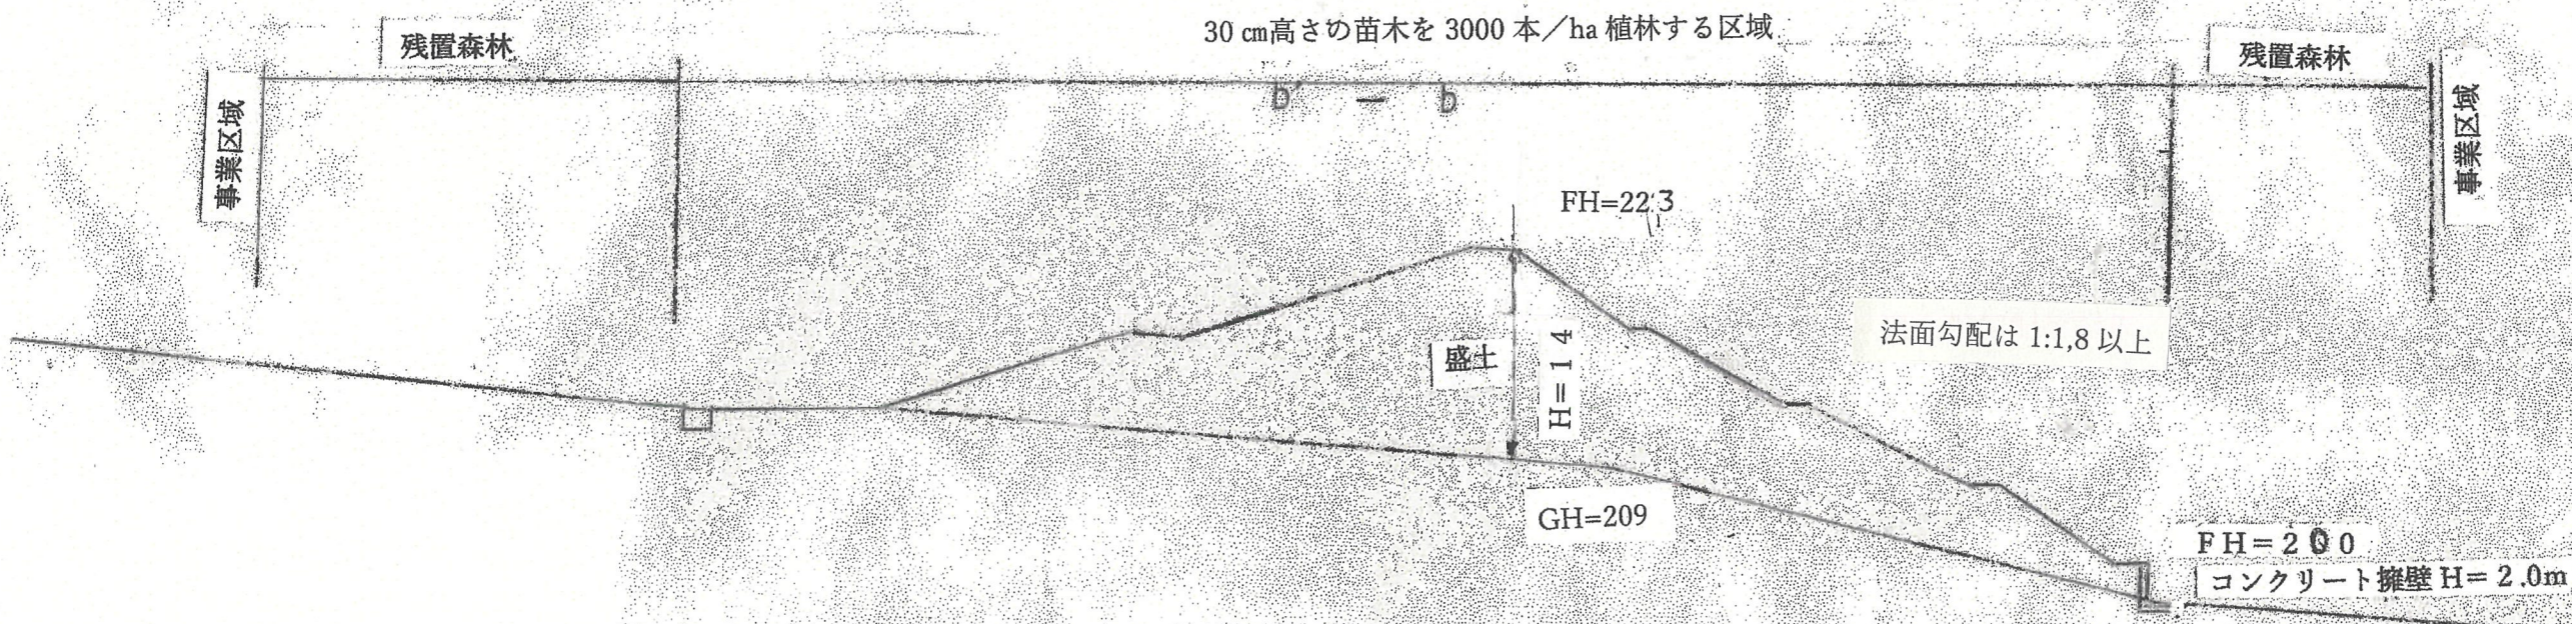 30㎝高さの苗木を 3000 本／ha 植林する区域
残置森林
残置森林
事業区域
事業区域
b' － b
FH=223
盛土
H=14
法面勾配は 1:1,8 以上
GH=209
FH=200
コンクリート擁壁H=2.0m